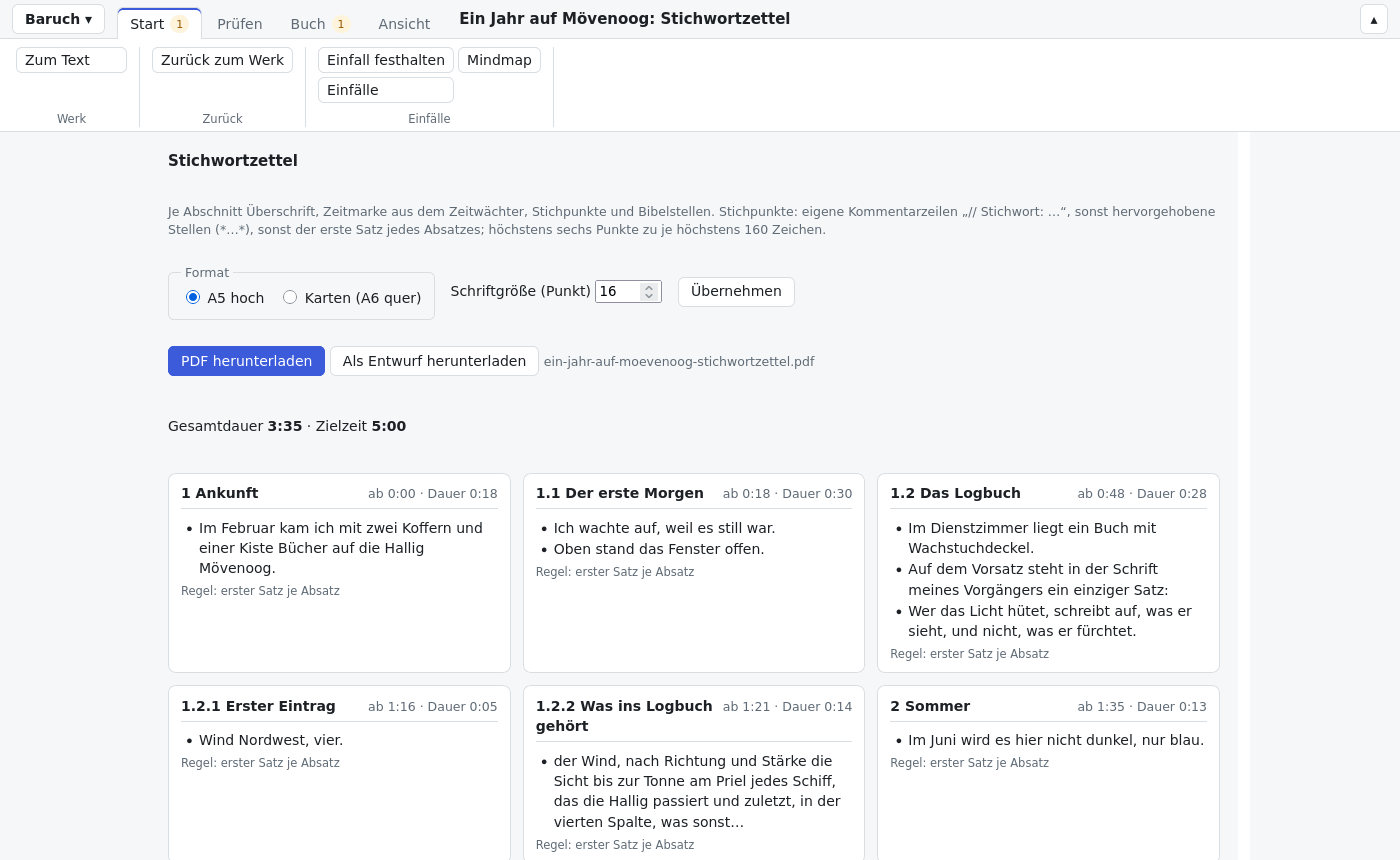 Baruch ▾
Start 1
Prüfen
Buch 1
Ansicht
Ein Jahr auf Mövenoog: Stichwortzettel
▴
Zum Text
Zurück zum Werk
Einfall festhalten
Mindmap
Einfälle
Werk
Zurück
Einfälle
Stichwortzettel
Je Abschnitt Überschrift, Zeitmarke aus dem Zeitwächter, Stichpunkte und Bibelstellen. Stichpunkte: eigene Kommentarzeilen „// Stichwort: …“, sonst hervorgehobene
Stellen (*…*), sonst der erste Satz jedes Absatzes; höchstens sechs Punkte zu je höchstens 160 Zeichen.
Format
A5 hoch
Karten (A6 quer)
Schriftgröße (Punkt) 16
Übernehmen
PDF herunterladen
Als Entwurf herunterladen
ein-jahr-auf-moevenoog-stichwortzettel.pdf
Gesamtdauer 3:35 · Zielzeit 5:00
1 Ankunft
ab 0:00 · Dauer 0:18
• Im Februar kam ich mit zwei Koffern und
einer Kiste Bücher auf die Hallig
Mövenoog.
Regel: erster Satz je Absatz
1.1 Der erste Morgen
ab 0:18 · Dauer 0:30
• Ich wachte auf, weil es still war.
• Oben stand das Fenster offen.
Regel: erster Satz je Absatz
1.2 Das Logbuch
ab 0:48 · Dauer 0:28
• Im Dienstzimmer liegt ein Buch mit
Wachstuchdeckel.
• Auf dem Vorsatz steht in der Schrift
meines Vorgängers ein einziger Satz:
• Wer das Licht hütet, schreibt auf, was er
sieht, und nicht, was er fürchtet.
Regel: erster Satz je Absatz
1.2.1 Erster Eintrag
ab 1:16 · Dauer 0:05
• Wind Nordwest, vier.
Regel: erster Satz je Absatz
1.2.2 Was ins Logbuch
gehört
ab 1:21 · Dauer 0:14
• der Wind, nach Richtung und Stärke die
Sicht bis zur Tonne am Priel jedes Schiff,
das die Hallig passiert und zuletzt, in der
vierten Spalte, was sonst…
Regel: erster Satz je Absatz
2 Sommer
ab 1:35 · Dauer 0:13
• Im Juni wird es hier nicht dunkel, nur blau.
Regel: erster Satz je Absatz